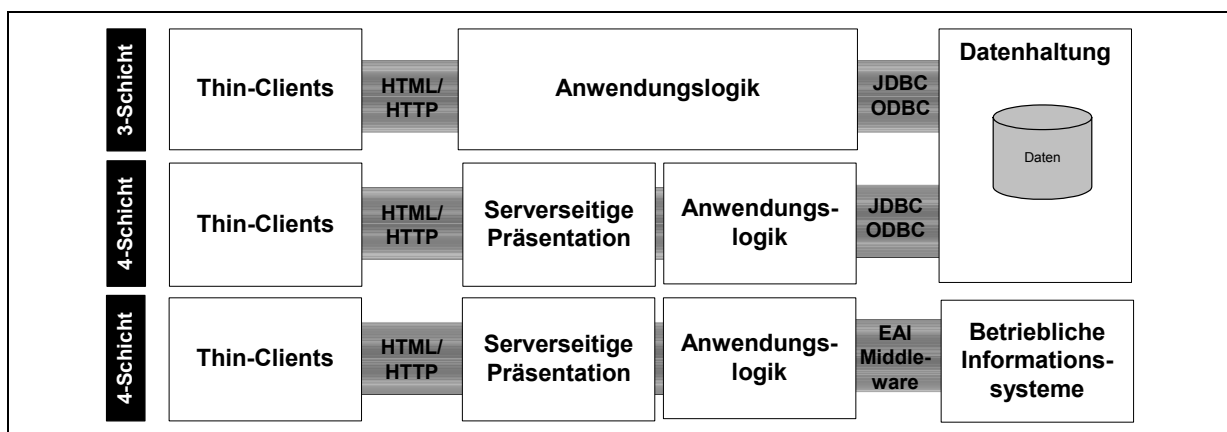 3-Schicht
Thin-Clients
HTML/
HTTP
Anwendungslogik
JDBC
ODBC
Datenhaltung
Daten
4-Schicht
Thin-Clients
HTML/
HTTP
Serverseitige
Präsentation
Anwendungs-
logik
JDBC
ODBC
4-Schicht
Thin-Clients
HTML/
HTTP
Serverseitige
Präsentation
Anwendungs-
logik
EAI
Middle-
ware
Betriebliche
Informations-
systeme